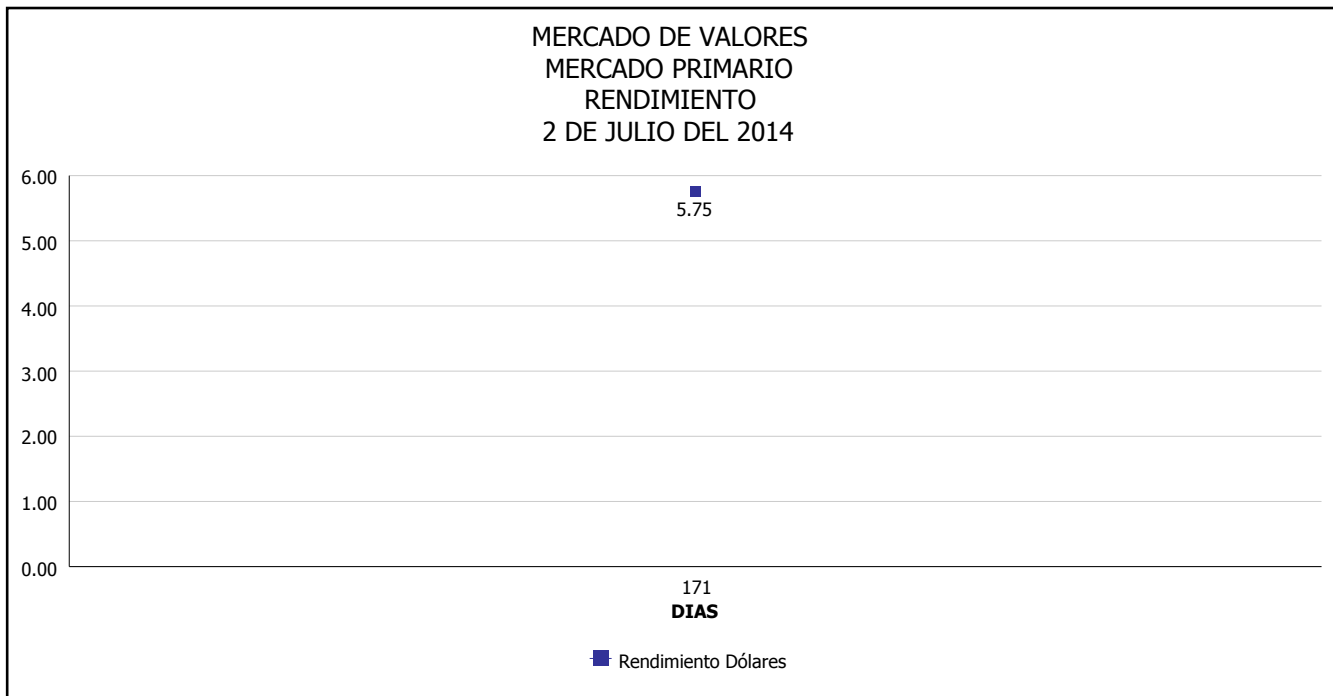 MERCADO DE VALORES
MERCADO PRIMARIO
RENDIMIENTO
2 DE JULIO DEL 2014
6.00
5.75
5.00
4.00
3.00
2.00
1.00
0.00
171
DIAS
Rendimiento Dólares